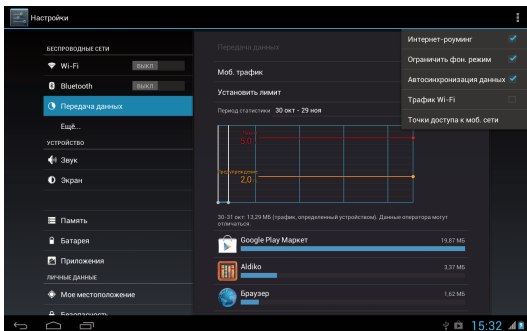 Настройки
БЕСПРОВОДНЫЕ СЕТИ
Wi-Fi ВЫКЛ
Bluetooth ВЫКЛ
Передача данных
Ещё...
УСТРОЙСТВО
Звук
Экран
Память
Батарея
Приложения
ЛИЧНЫЕ ДАННЫЕ
Мое местоположение
Безопасность
Передача данных
Моб. трафик
Установить лимит
Период статистики 30 окт - 29 ноя
5,0
предупреждение
2,0
30-31 окт: 13,29 МБ (трафик, определенный устройством). Данные оператора могут
отличаться.
Google Play Маркет 19,87 МБ
Aldiko 3,37 МБ
Браузер 1,62 МБ
Интернет-роуминг
Ограничить фон. режим
Автосинхронизация данных
Трафик Wi-Fi
Точки доступа к моб. сети
15:32